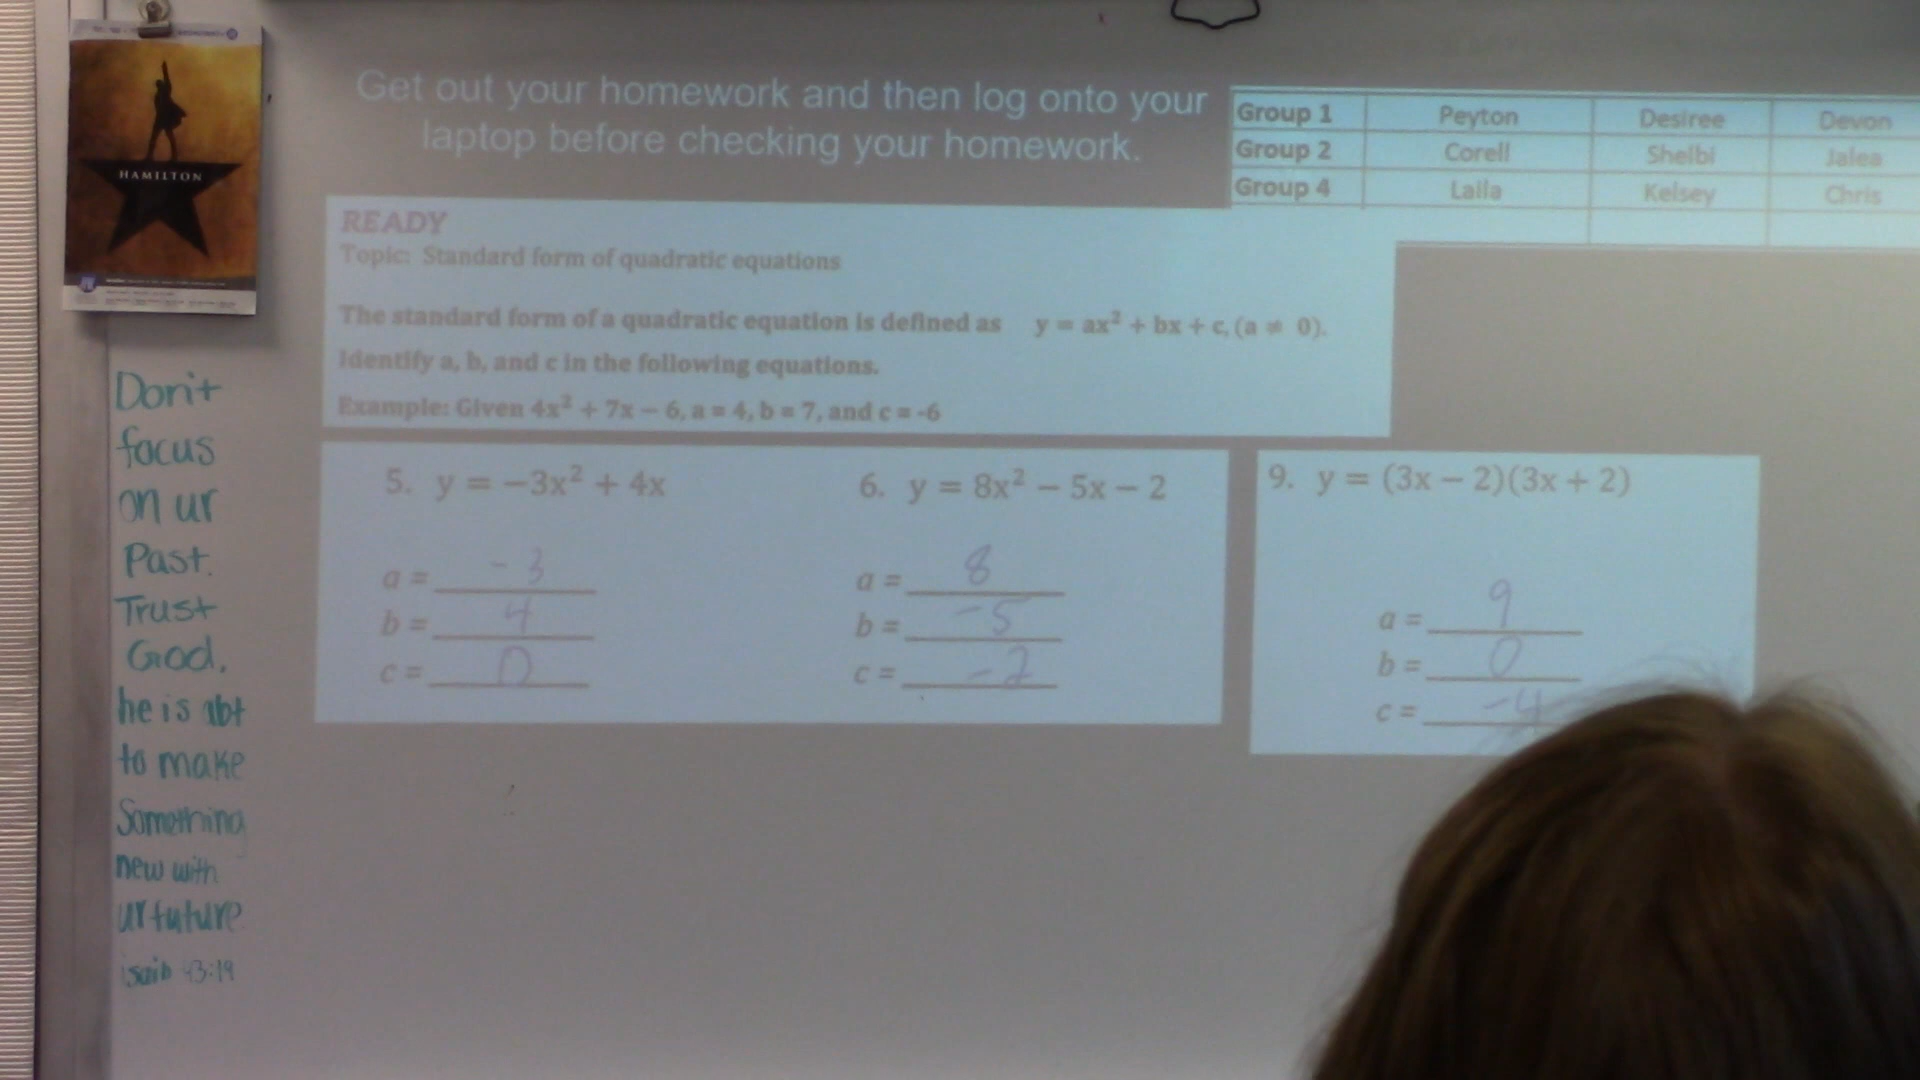 HAMILTON
Get out your homework and then log onto your
laptop before checking your homework.
Group 1 Peyton Desiree Devon
Group 2 Corell Shelbi Jalea
Group 4 Laila Kelsey Chris
READY
Topic: Standard form of quadratic equations
The standard form of a quadratic equation is defined as y = ax² + bx + c, (a ≠ 0).
Identify a, b, and c in the following equations.
Example: Given 4x² + 7x − 6, a = 4, b = 7, and c = -6
5. y = −3x² + 4x
a = -3
b = 4
c = 0
6. y = 8x² − 5x − 2
a = 8
b = -5
c = -2
9. y = (3x − 2)(3x + 2)
a = 9
b = 0
c = -4
Don't
focus
on ur
Past.
Trust
God.
he is abt
to make
Something
new with
ur future
isaih 43:19